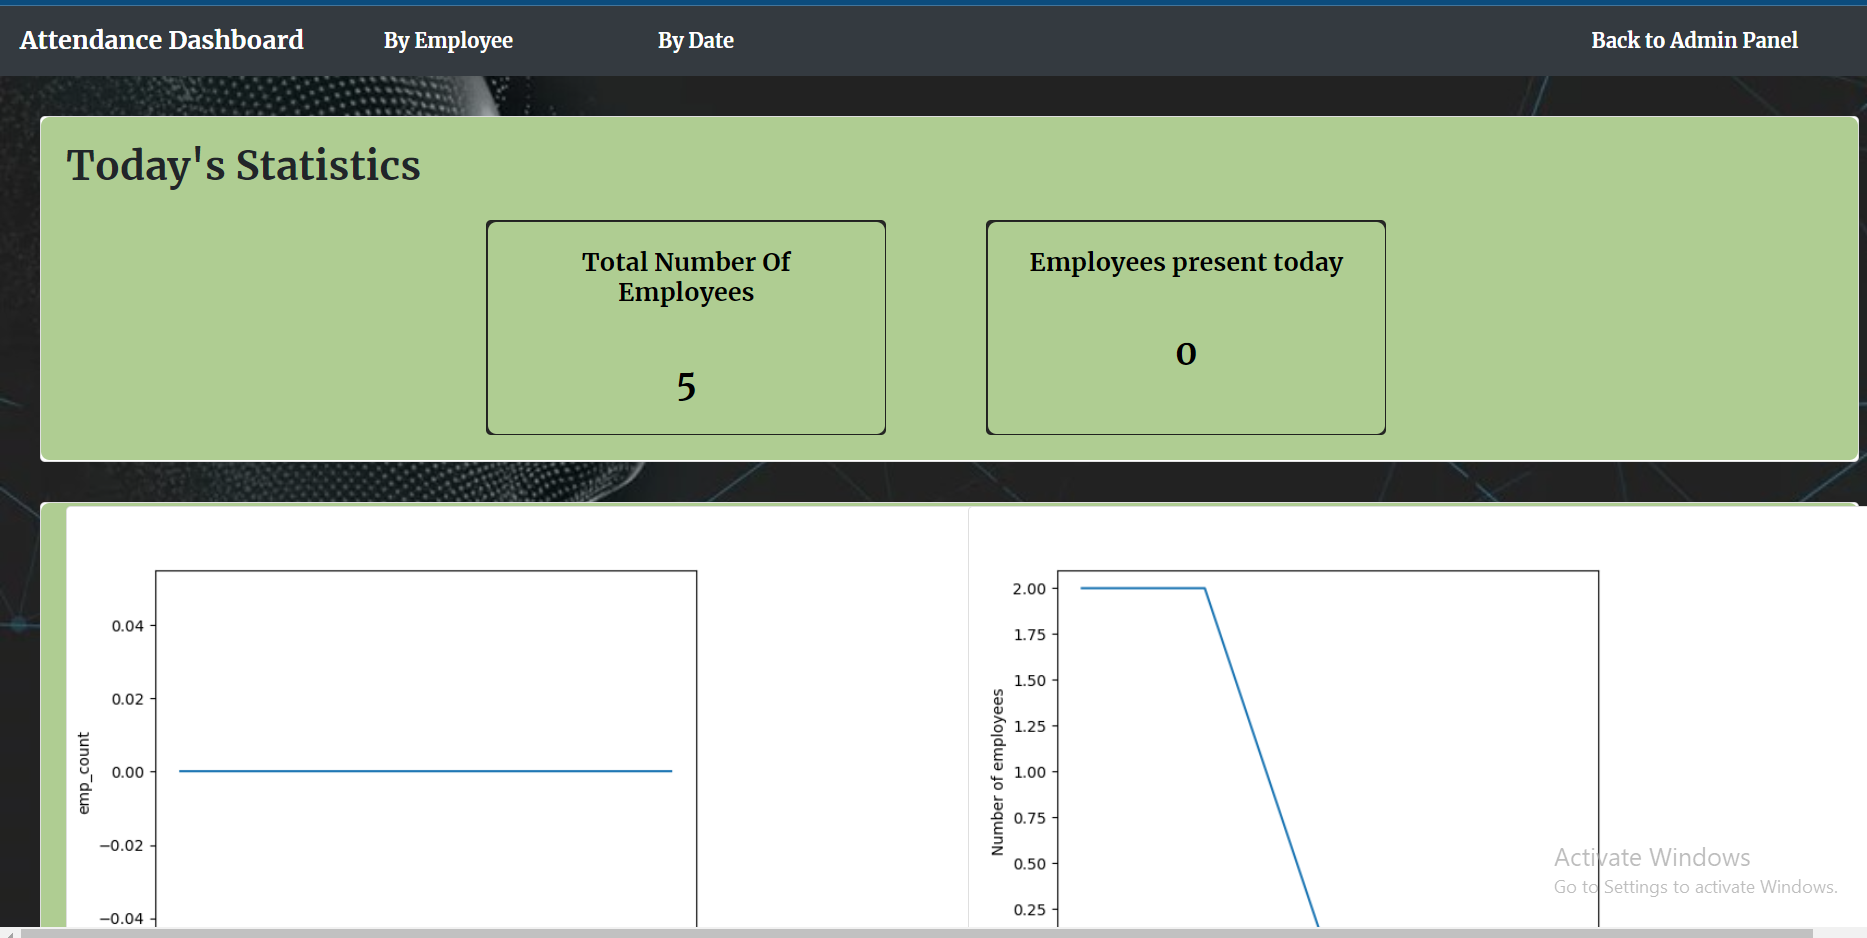 Attendance Dashboard By Employee By Date Back to Admin Panel
Today's Statistics
Total Number Of
Employees
5
Employees present today
0
emp_count
0.04
0.02
0.00
−0.02
−0.04
Number of employees
2.00
1.75
1.50
1.25
1.00
0.75
0.50
0.25
Activate Windows
Go to Settings to activate Windows.